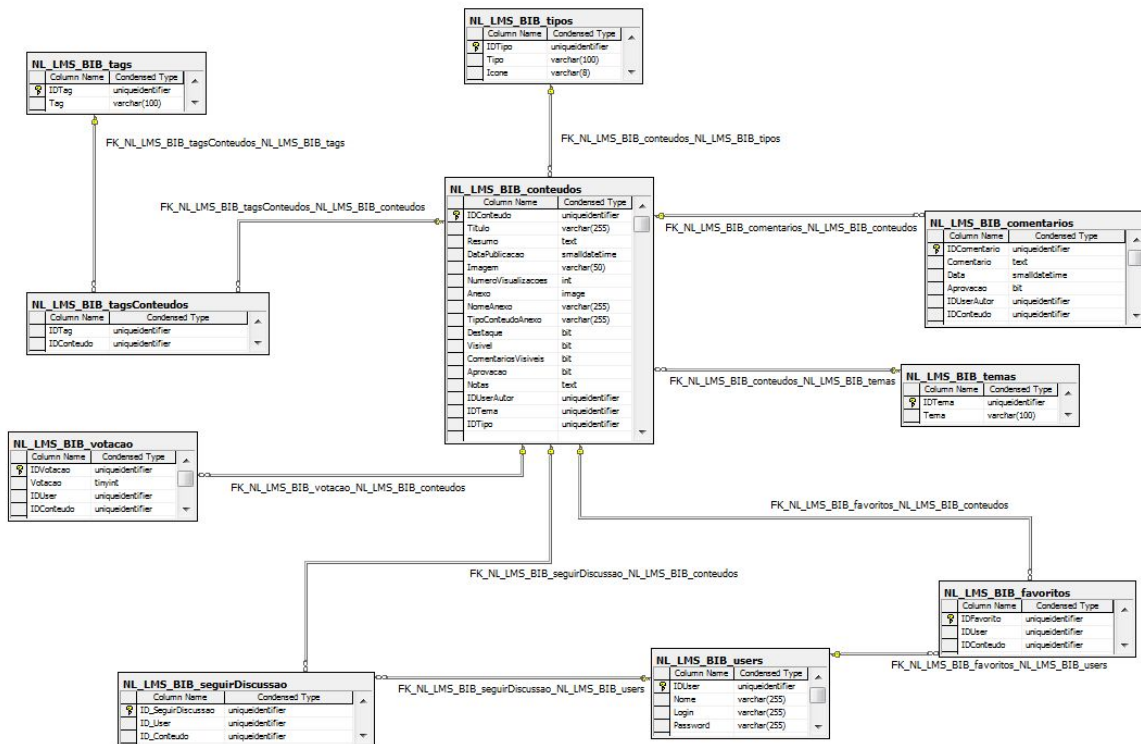 NL_LMS_BIB_tipos
Column Name Condensed Type
IDTipo uniqueidentifier
Tipo varchar(100)
Icone varchar(8)
NL_LMS_BIB_tags
Column Name Condensed Type
IDTag uniqueidentifier
Tag varchar(100)
FK_NL_LMS_BIB_tagsConteudos_NL_LMS_BIB_tags
FK_NL_LMS_BIB_conteudos_NL_LMS_BIB_tipos
FK_NL_LMS_BIB_tagsConteudos_NL_LMS_BIB_conteudos
NL_LMS_BIB_conteudos
Column Name Condensed Type
IDConteudo uniqueidentifier
Titulo varchar(255)
Resumo text
DataPublicacao smalldatetime
Imagem varchar(50)
NumeroVisualizacoes int
Anexo image
NomeAnexo varchar(255)
TipoConteudoAnexo varchar(255)
Destaque bit
Visivel bit
ComentariosVisiveis bit
Aprovacao bit
Notas text
IDUserAutor uniqueidentifier
IDTema uniqueidentifier
IDTipo uniqueidentifier
FK_NL_LMS_BIB_comentarios_NL_LMS_BIB_conteudos
NL_LMS_BIB_comentários
Column Name Condensed Type
IDComentario uniqueidentifier
Comentario text
Data smalldatetime
Aprovacao bit
IDUserAutor uniqueidentifier
IDConteudo uniqueidentifier
NL_LMS_BIB_tagsConteudos
Column Name Condensed Type
IDTag uniqueidentifier
IDConteudo uniqueidentifier
FK_NL_LMS_BIB_conteudos_NL_LMS_BIB_temas
NL_LMS_BIB_temas
Column Name Condensed Type
IDTema uniqueidentifier
Tema varchar(100)
NL_LMS_BIB_votacao
Column Name Condensed Type
IDVotacao uniqueidentifier
Votacao tinyint
IDUser uniqueidentifier
IDConteudo uniqueidentifier
FK_NL_LMS_BIB_votacao_NL_LMS_BIB_conteudos
FK_NL_LMS_BIB_favoritos_NL_LMS_BIB_conteudos
FK_NL_LMS_BIB_seguirDiscussao_NL_LMS_BIB_conteudos
NL_LMS_BIB_favoritos
Column Name Condensed Type
IDFavorito uniqueidentifier
IDUser uniqueidentifier
IDConteudo uniqueidentifier
FK_NL_LMS_BIB_favoritos_NL_LMS_BIB_users
NL_LMS_BIB_users
Column Name Condensed Type
IDUser uniqueidentifier
Nome varchar(255)
Login varchar(255)
Password varchar(255)
FK_NL_LMS_BIB_seguirDiscussao_NL_LMS_BIB_users
NL_LMS_BIB_seguirDiscussao
Column Name Condensed Type
ID_SeguirDiscussao uniqueidentifier
ID_User uniqueidentifier
ID_Conteudo uniqueidentifier